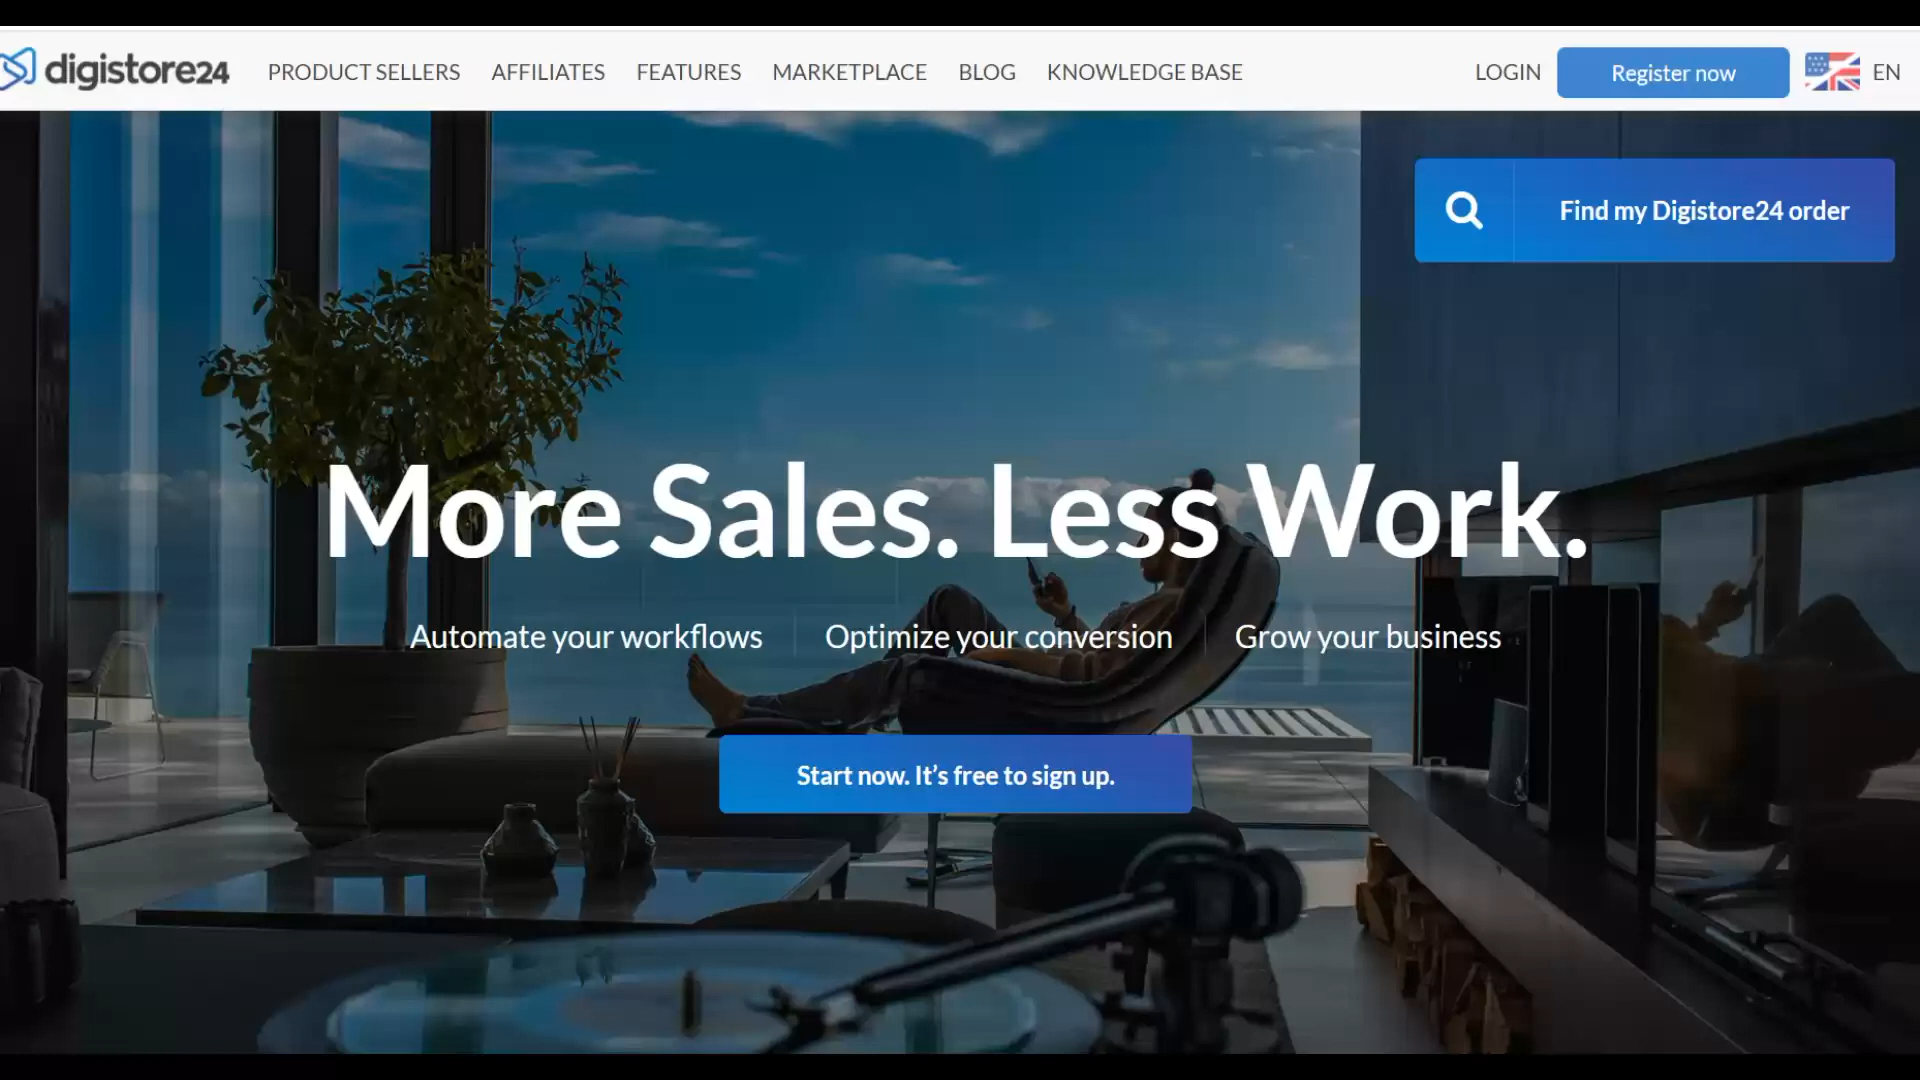 digistore24 PRODUCT SELLERS AFFILIATES FEATURES MARKETPLACE BLOG KNOWLEDGE BASE LOGIN Register now EN
Find my Digistore24 order
More Sales. Less Work.
Automate your workflows Optimize your conversion Grow your business
Start now. It’s free to sign up.